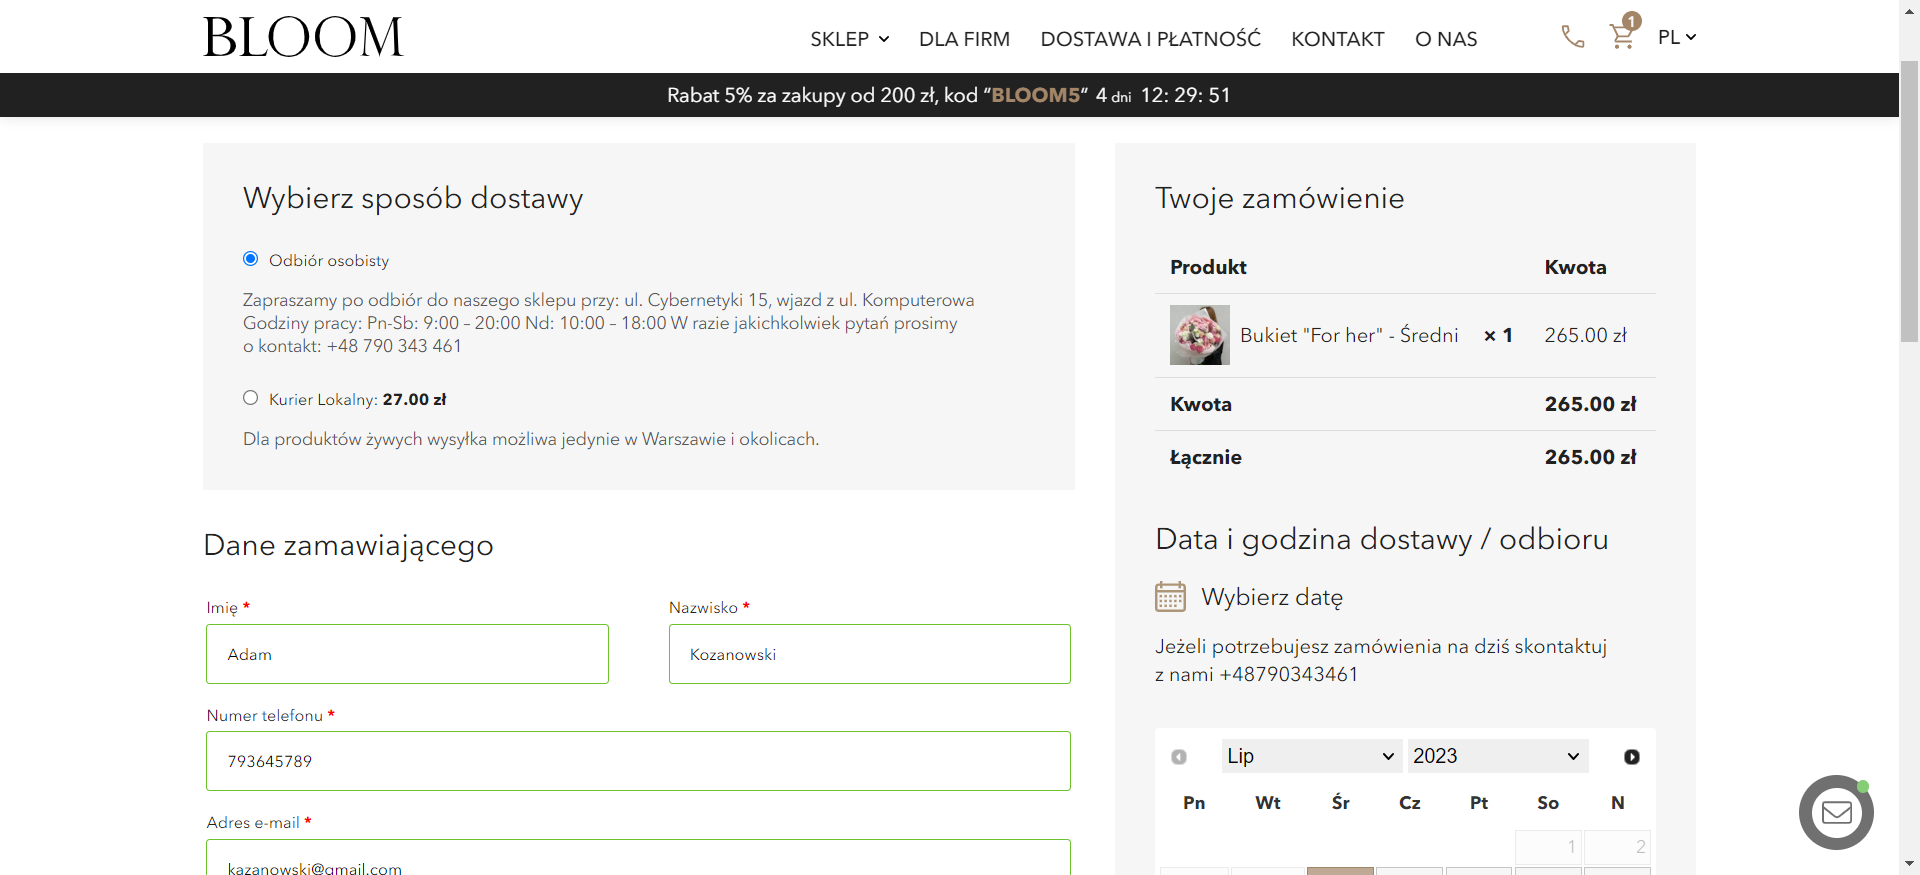 BLOOM
SKLEP
DLA FIRM
DOSTAWA I PŁATNOŚĆ
KONTAKT
O NAS
1
PL
Rabat 5% za zakupy od 200 zł, kod “BLOOM5“ 4 dni 12: 29: 51
Wybierz sposób dostawy
Odbiór osobisty
Zapraszamy po odbiór do naszego sklepu przy: ul. Cybernetyki 15, wjazd z ul. Komputerowa
Godziny pracy: Pn-Sb: 9:00 – 20:00 Nd: 10:00 – 18:00 W razie jakichkolwiek pytań prosimy
o kontakt: +48 790 343 461
Kurier Lokalny: 27.00 zł
Dla produktów żywych wysyłka możliwa jedynie w Warszawie i okolicach.
Dane zamawiającego
Imię *
Nazwisko *
Adam
Kozanowski
Numer telefonu *
793645789
Adres e-mail *
kazanowski@gmail.com
Twoje zamówienie
Produkt
Kwota
Bukiet "For her" - Średni × 1 265.00 zł
Kwota 265.00 zł
Łącznie 265.00 zł
Data i godzina dostawy / odbioru
Wybierz datę
Jeżeli potrzebujesz zamówienia na dziś skontaktuj
z nami +48790343461
Lip 2023
Pn Wt Śr Cz Pt So N
1 2